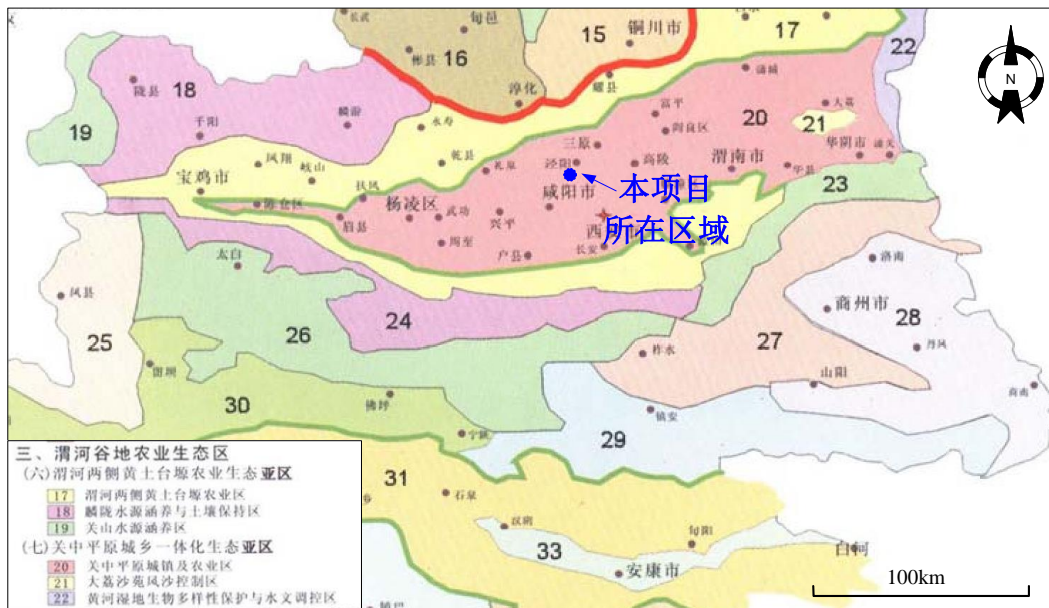 长武
旬邑
铜川市
15
17
22
彬县
16
淳化
耀县
蒲城
陇县
18
麟游
永寿
富平
阎良区
20
大荔
21
19
千阳
三原
华阴市
潼关
凤翔
岐山
乾县
礼泉
泾阳
高陵
渭南市
华县
宝鸡市
扶风
咸阳市
本项目
所在区域
23
陈仓区
杨凌区
武功
兴平
眉县
周至
户县
长安
西
太白
洛南
凤县
24
商州市
28
25
26
27
柞水
丹凤
留坝
山阳
商南
30
佛坪
镇安
宁陕
29
31
石泉
汉阴
旬阳
33
白河
安康市
镇巴
三、渭河谷地农业生态区
(六)渭河两侧黄土台塬农业生态亚区
17 渭河两侧黄土台塬农业区
18 麟陇水源涵养与土壤保持区
19 关山水源涵养区
(七)关中平原城乡一体化生态亚区
20 关中平原城镇及农业区
21 大荔沙苑风沙控制区
22 黄河湿地生物多样性保护与水文调控区
N
100km